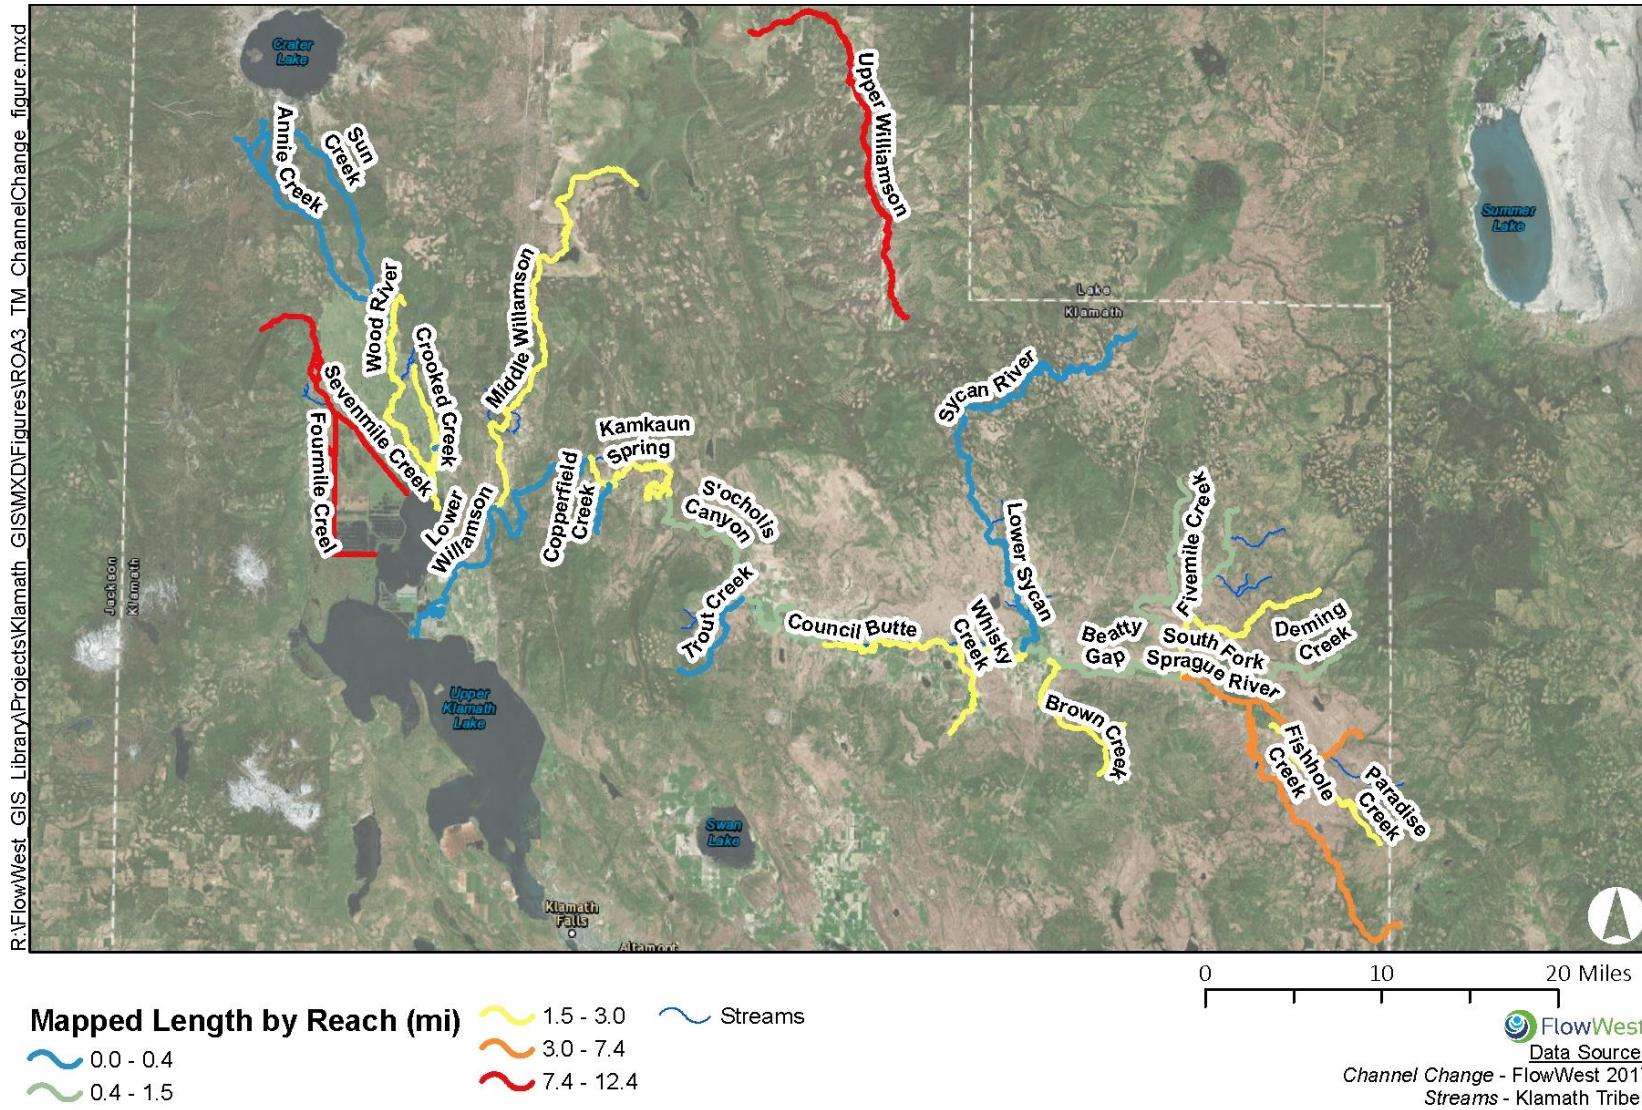 R:\FlowWest_GIS_Library\Projects\Klamath_GIS\MXD\Figures\ROA3_TM_ChannelChange_figure.mxd
Crater
Lake
Annie Creek
Sun
Creek
Upper Williamson
Summer
Lake
Lake
Klamath
Wood River
Crooked Creek
Middle Williamson
Sevenmile Creek
Fourmile Creel
Lower
Williamson
Copperfield
Creek
Kamkaun
Spring
S'ocholis
Canyon
Trout Creek
Sycan River
Lower Sycan
Council Butte
Whisky
Creek
Beatty
Gap
Brown Creek
Fivemile Creek
South Fork
Sprague River
Deming
Creek
Fishhole
Creek
Paradise
Creek
Jackson
Klamath
Upper
Klamath
Lake
Swan
Lake
Klamath
Falls
Altamont
0 10 20 Miles
Mapped Length by Reach (mi)
0.0 - 0.4
0.4 - 1.5
1.5 - 3.0
3.0 - 7.4
7.4 - 12.4
Streams
FlowWest
Data Source
Channel Change - FlowWest 201
Streams - Klamath Tribe